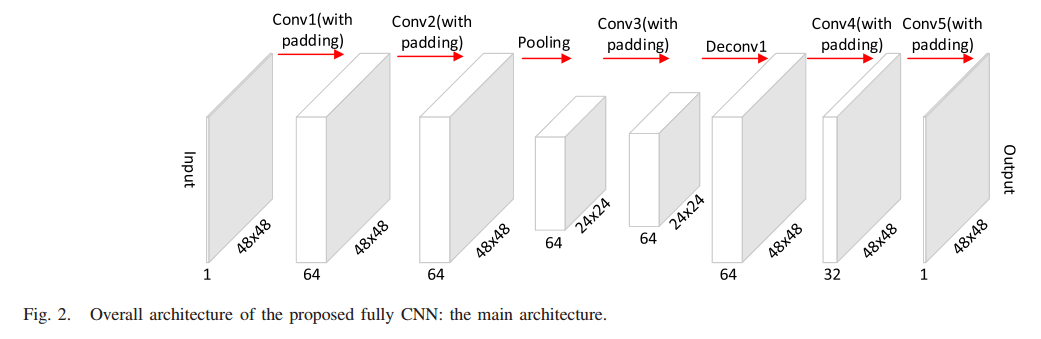 Conv1(with
padding)
Conv2(with
padding)
Pooling
Conv3(with
padding)
Deconv1
Conv4(with
padding)
Conv5(with
padding)
Input
48x48
48x48
48x48
24x24
24x24
48x48
48x48
48x48
Output
1
64
64
64
64
64
32
1
Fig. 2. Overall architecture of the proposed fully CNN: the main architecture.